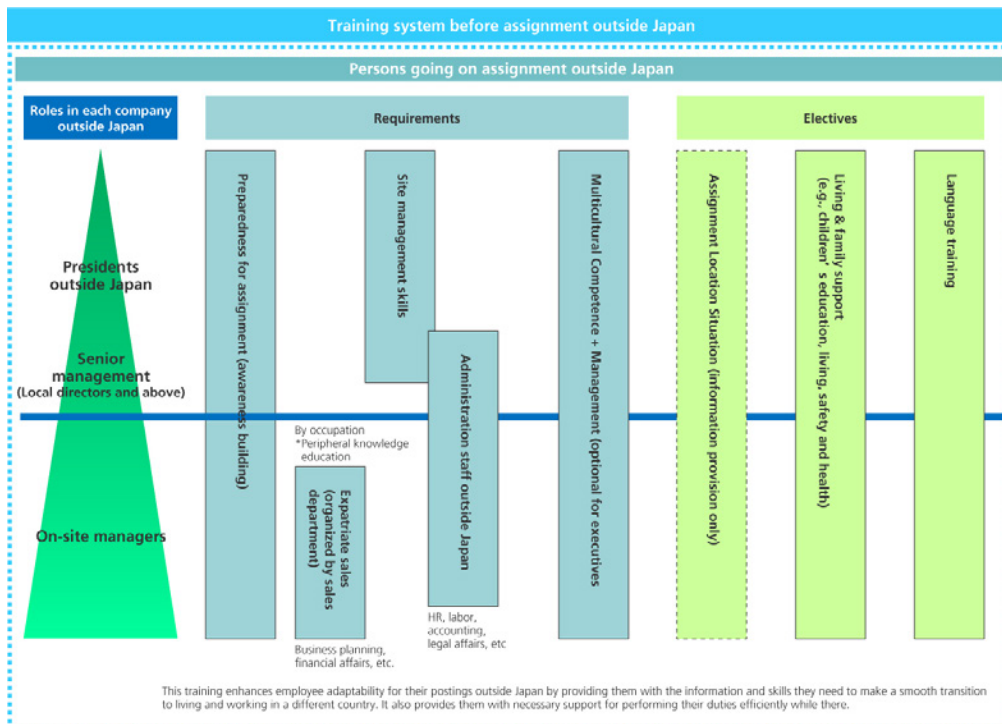 Training system before assignment outside Japan
Persons going on assignment outside Japan
Roles in each company
outside Japan
Requirements
Electives
Presidents
outside Japan
Senior
management
(Local directors and above)
On-site managers
Preparedness for assignment (awareness building)
By occupation
*Peripheral knowledge
education
Expatriate sales
(organized by sales
department)
Business planning,
financial affairs, etc.
Site management skills
Administration staff outside Japan
HR, labor,
accounting,
legal affairs, etc
Multicultural Competence + Management (optional for executives
Assignment Location Situation (information provision only)
Living & family support
(e.g., children’s education, living, safety and health)
Language training
This training enhances employee adaptability for their postings outside Japan by providing them with the information and skills they need to make a smooth transition
to living and working in a different country. It also provides them with necessary support for performing their duties efficiently while there.